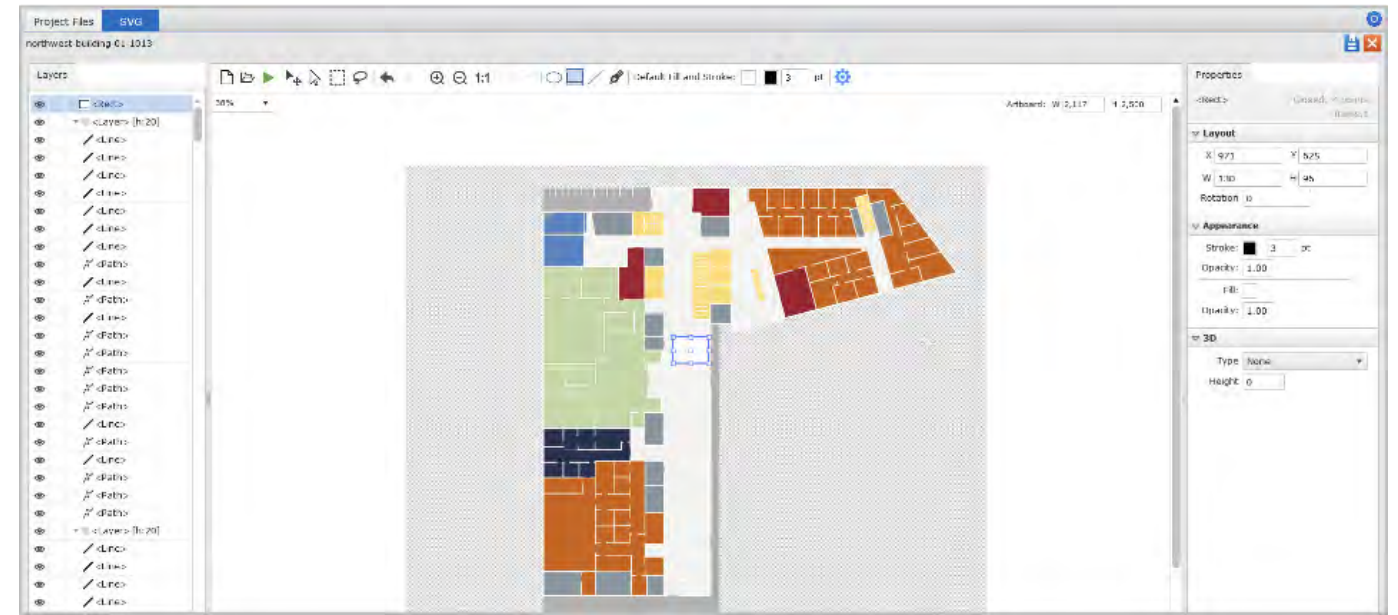 Project Files SVG
northwest-building-01-1013
Layers
1:1 Default Fill and Stroke: 3 pt
Properties
<Rect>
38% Artboard: W 2,117 H 2,500
<Rect>
<Layer> [h:20]
<Line>
<Line>
<Line>
<Line>
<Line>
<Line>
<Line>
<Path>
<Line>
<Path>
<Line>
<Path>
<Path>
<Path>
<Path>
<Path>
<Line>
<Path>
<Line>
<Path>
<Path>
<Path>
<Layer> [h:20]
<Line>
<Line>
<Line>
<Line>
Layout
X 971 Y 625
W 130 H 95
Rotation 0
Appearance
Stroke: 3 pt
Opacity: 1.00
Fill:
Opacity: 1.00
3D
Type None
Height 0